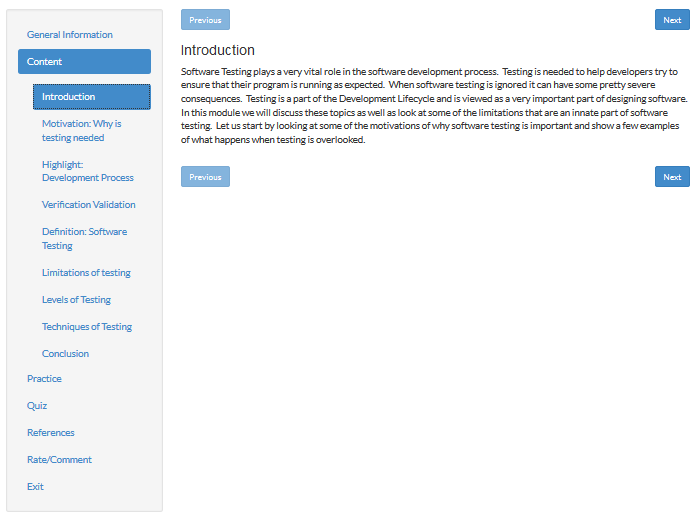 General Information
Content
Introduction
Motivation: Why is
testing needed
Highlight:
Development Process
Verification Validation
Definition: Software
Testing
Limitations of testing
Levels of Testing
Techniques of Testing
Conclusion
Practice
Quiz
References
Rate/Comment
Exit
Previous
Next
Introduction
Software Testing plays a very vital role in the software development process. Testing is needed to help developers try to
ensure that their program is running as expected. When software testing is ignored it can have some pretty severe
consequences. Testing is a part of the Development Lifecycle and is viewed as a very important part of designing software.
In this module we will discuss these topics as well as look at some of the limitations that are an innate part of software
testing. Let us start by looking at some of the motivations of why software testing is important and show a few examples
of what happens when testing is overlooked.
Previous
Next